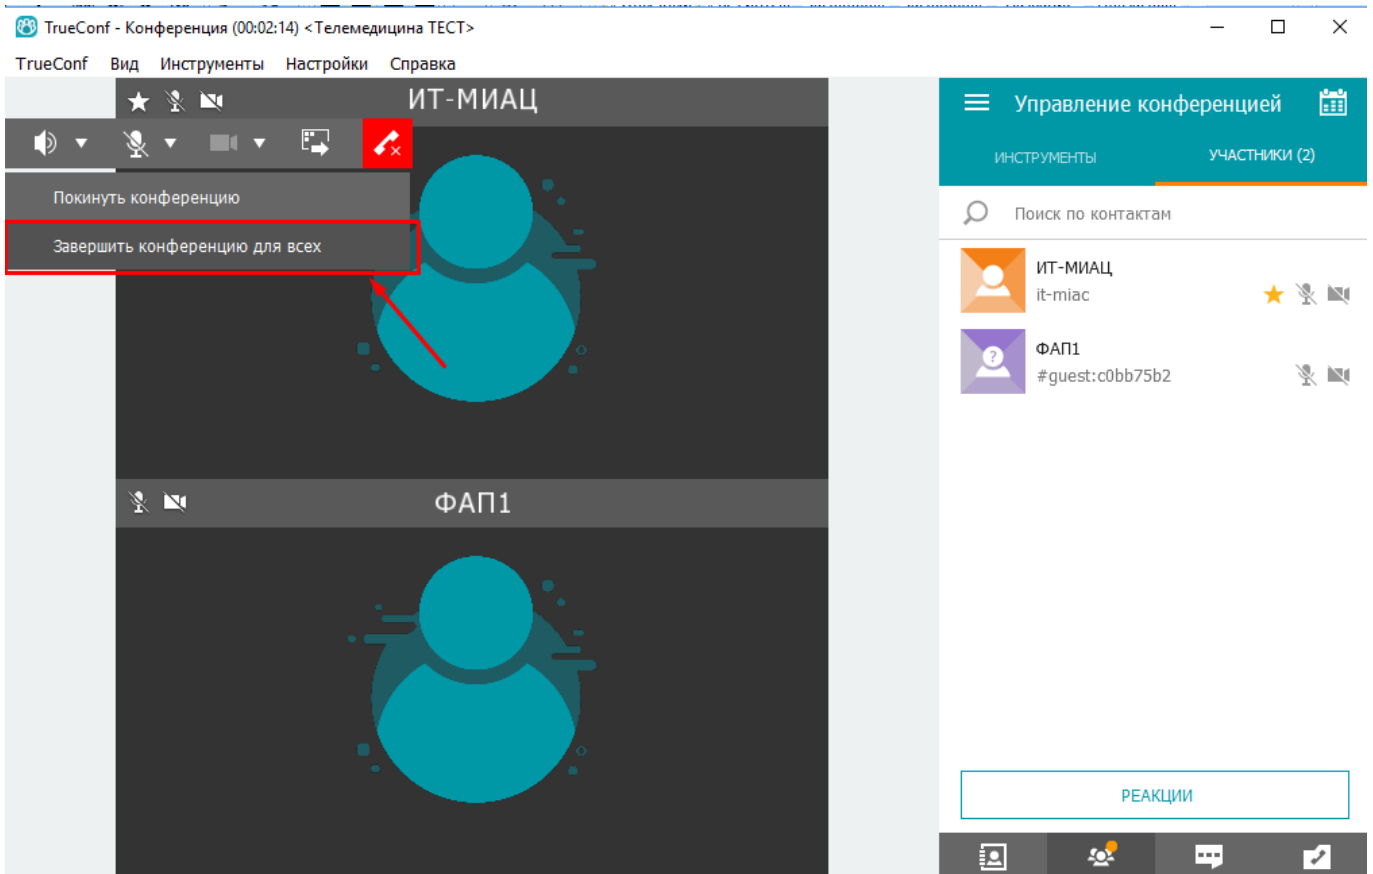 TrueConf - Конференция (00:02:14) <Телемедицина ТЕСТ>
TrueConf Вид Инструменты Настройки Справка
ИТ-МИАЦ
Покинуть конференцию
Завершить конференцию для всех
ФАП1
Управление конференцией
ИНСТРУМЕНТЫ УЧАСТНИКИ (2)
Поиск по контактам
ИТ-МИАЦ
it-miac
ФАП1
#guest:c0bb75b2
РЕАКЦИИ